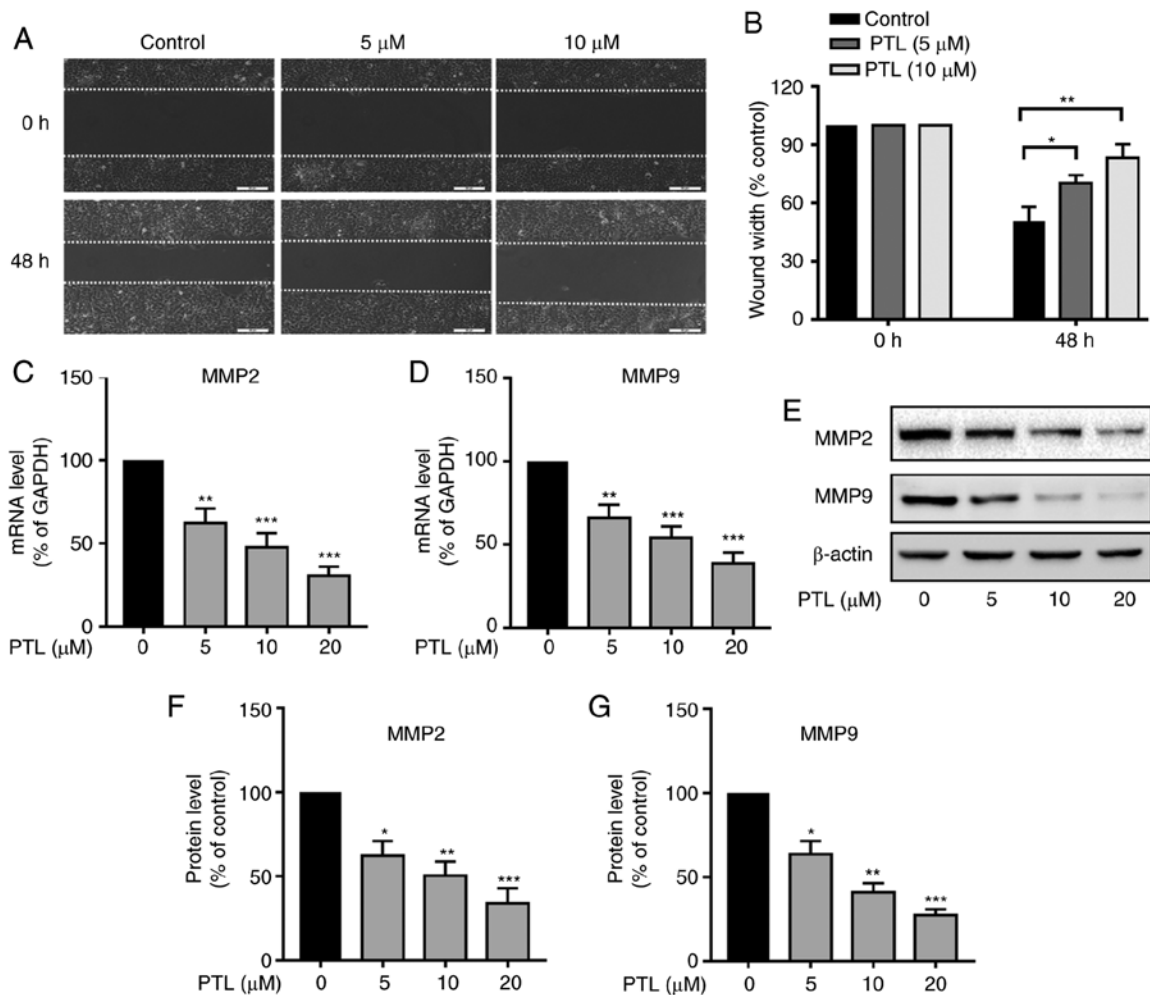 A
Control
5 μM
10 μM
0 h
48 h
B
Control
PTL (5 μM)
PTL (10 μM)
Wound width (% control)
120
90
60
30
0
*
**
0 h
48 h
C
MMP2
mRNA level
(% of GAPDH)
150
100
50
0
**
***
***
PTL (μM) 0 5 10 20
D
MMP9
mRNA level
(% of GAPDH)
150
100
50
0
**
***
***
PTL (μM) 0 5 10 20
E
MMP2
MMP9
β-actin
PTL (μM) 0 5 10 20
F
MMP2
Protein level
(% of control)
150
100
50
0
*
**
***
PTL (μM) 0 5 10 20
G
MMP9
Protein level
(% of control)
150
100
50
0
*
**
***
PTL (μM) 0 5 10 20